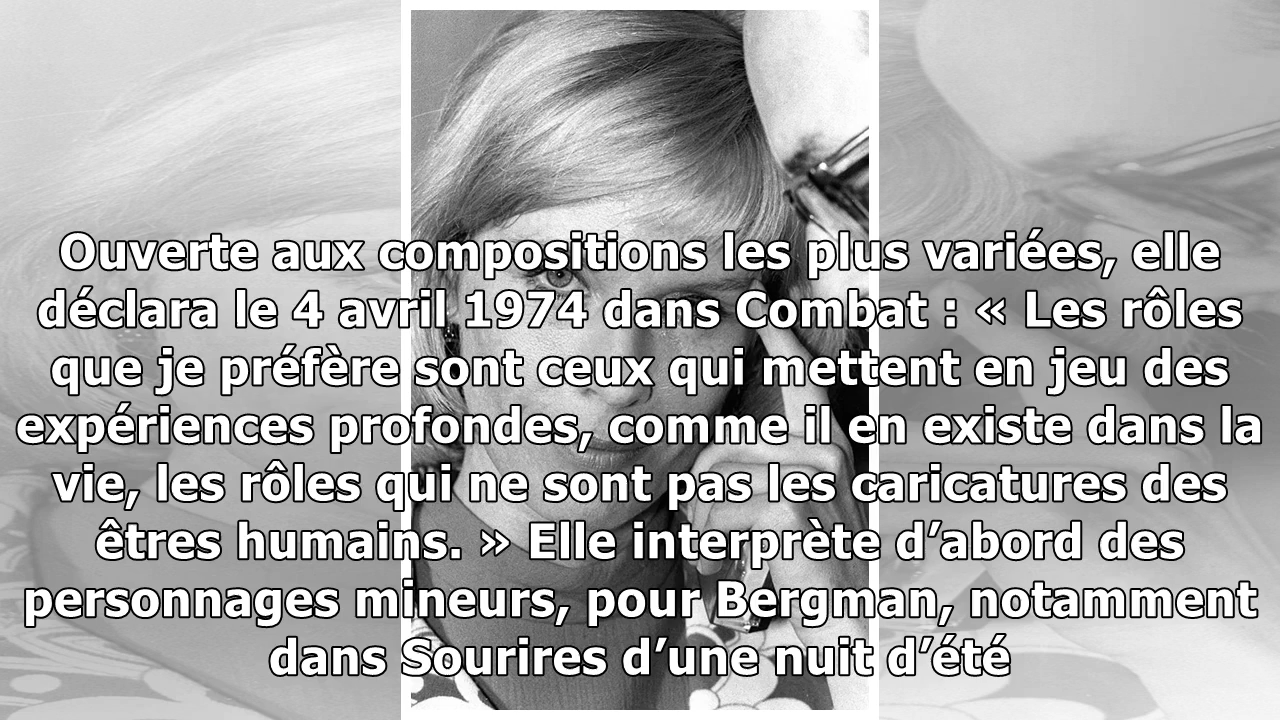 Ouverte aux compositions les plus variées, elle
déclara le 4 avril 1974 dans Combat : « Les rôles
que je préfère sont ceux qui mettent en jeu des
expériences profondes, comme il en existe dans la
vie, les rôles qui ne sont pas les caricatures des
êtres humains. » Elle interprète d’abord des
personnages mineurs, pour Bergman, notamment
dans Sourires d’une nuit d’été